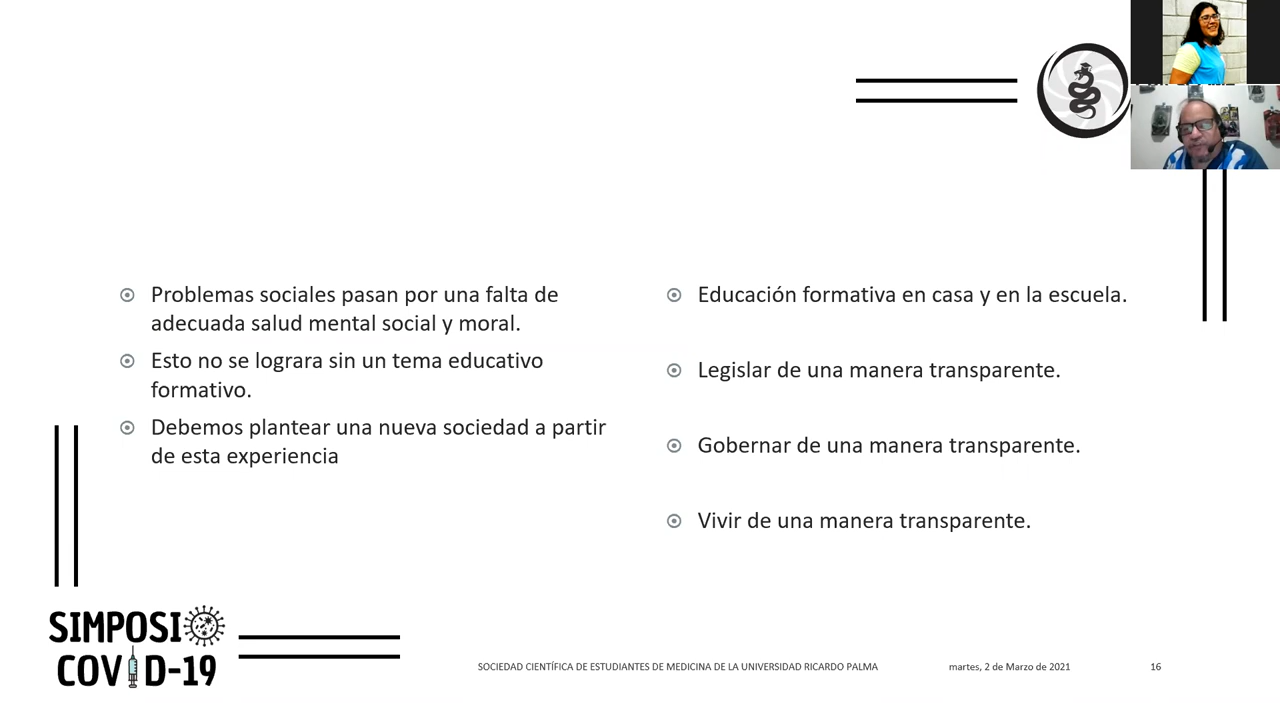 Problemas sociales pasan por una falta de
adecuada salud mental social y moral.
Esto no se lograra sin un tema educativo
formativo.
Debemos plantear una nueva sociedad a partir
de esta experiencia
Educación formativa en casa y en la escuela.
Legislar de una manera transparente.
Gobernar de una manera transparente.
Vivir de una manera transparente.
SIMPOSIO
COVID-19
SOCIEDAD CIENTÍFICA DE ESTUDIANTES DE MEDICINA DE LA UNIVERSIDAD RICARDO PALMA
martes, 2 de Marzo de 2021
16